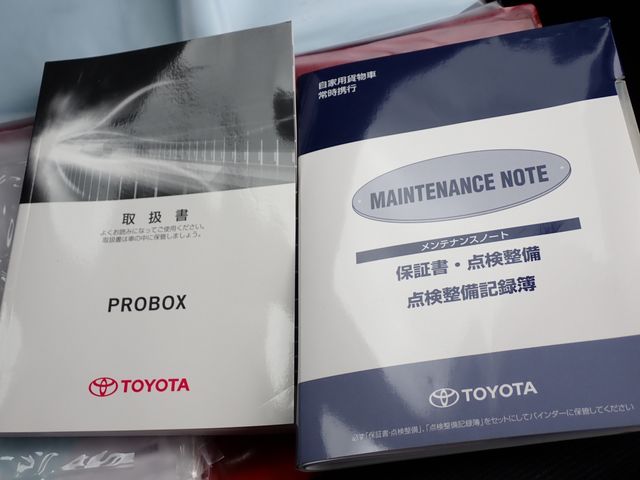 取扱書
よくお読みになってご使用ください。
取扱書は車の中に保管しましょう。
PROBOX
TOYOTA
自家用貨物車
常時携行
MAINTENANCE NOTE
メンテナンスノート
保証書・点検整備
点検整備記録簿
TOYOTA
必ず「保証書・点検整備」、「点検整備記録簿」をセットにしてバインダーに保管してください